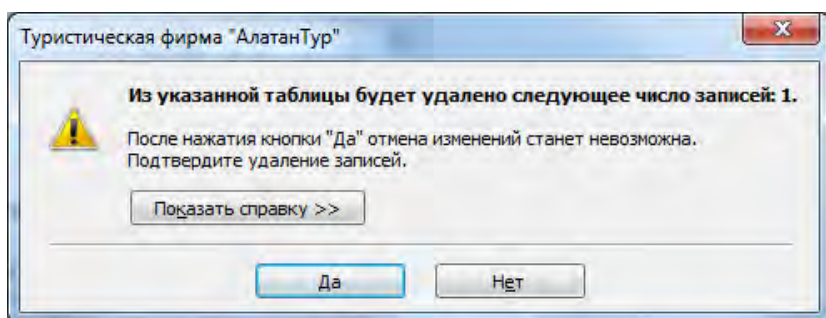 Туристическая фирма "АлатанТур"
Из указанной таблицы будет удалено следующее число записей: 1.
После нажатия кнопки "Да" отмена изменений станет невозможна.
Подтвердите удаление записей.
Показать справку >>
Да
Нет